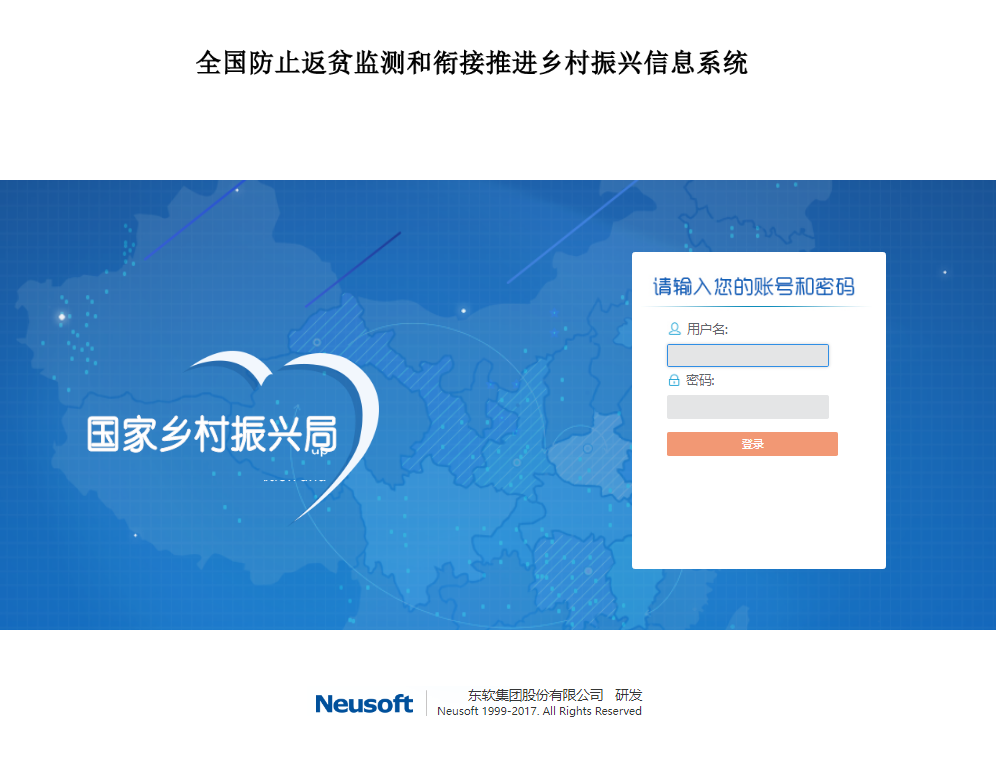 全国防止返贫监测和衔接推进乡村振兴信息系统
请输入您的账号和密码
用户名:
密码:
登录
国家乡村振兴局
up
Neusoft
东软集团股份有限公司 研发
Neusoft 1999-2017. All Rights Reserved